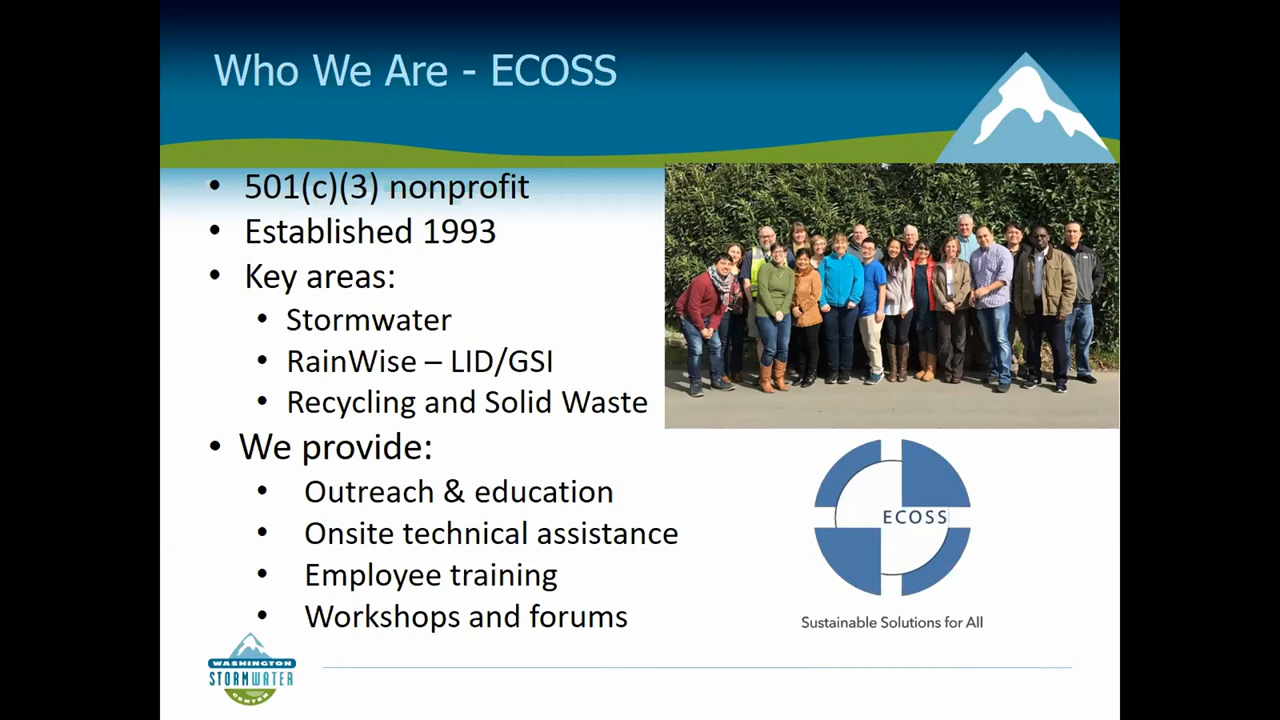 Who We Are - ECOSS
• 501(c)(3) nonprofit
• Established 1993
• Key areas:
• Stormwater
• RainWise – LID/GSI
• Recycling and Solid Waste
• We provide:
• Outreach & education
• Onsite technical assistance
• Employee training
• Workshops and forums
ECOSS
Sustainable Solutions for All
WASHINGTON
STORMWATER
CENTER